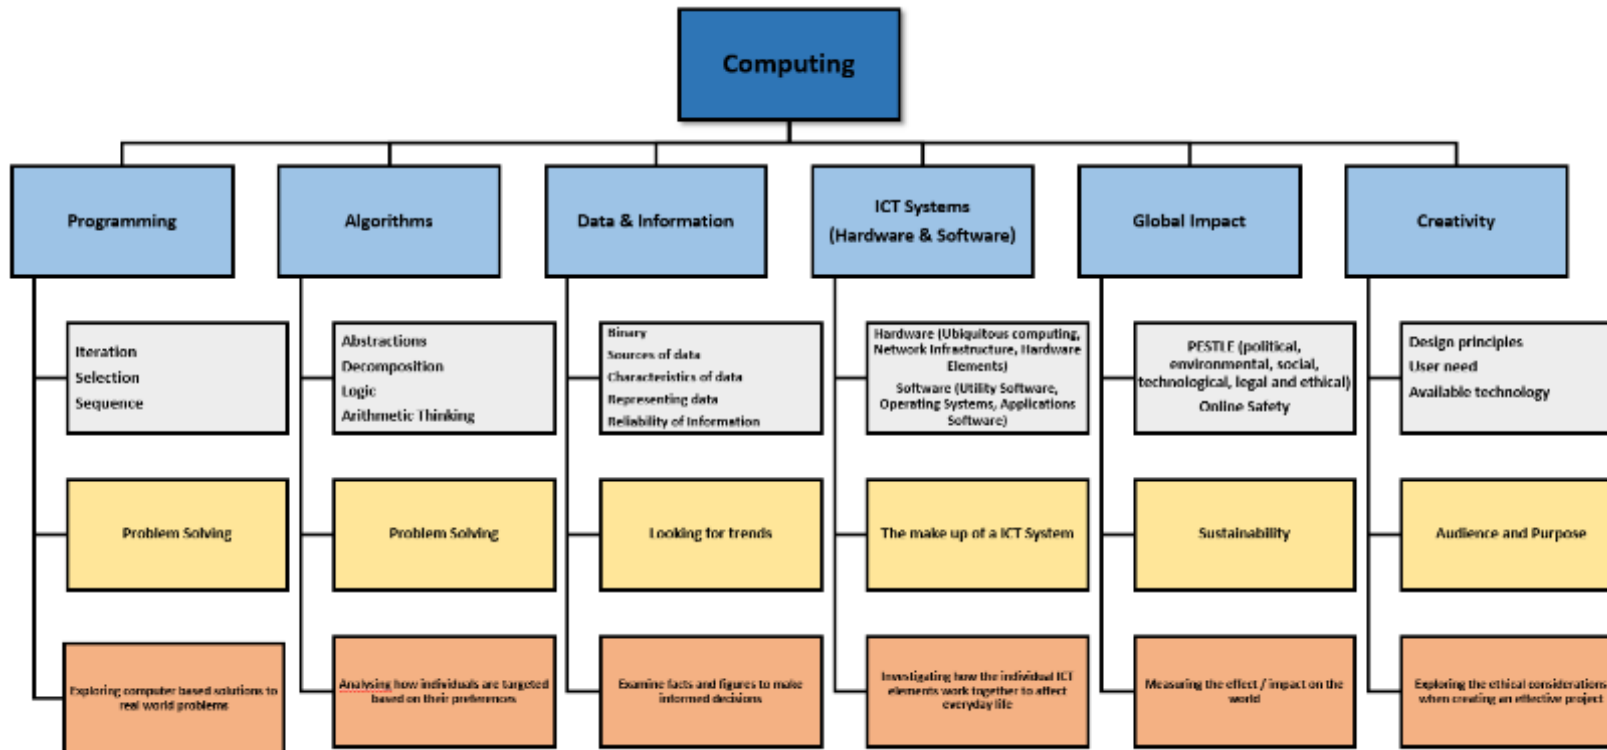 Computing
Programming
Algorithms
Data & Information
ICT Systems
(Hardware & Software)
Global Impact
Creativity
Iteration
Selection
Sequence
Abstractions
Decomposition
Logic
Arithmetic Thinking
Binary
Sources of data
Characteristics of data
Representing data
Reliability of Information
Hardware (Ubiquitous computing,
Network Infrastructure, Hardware
Elements)
Software (Utility Software,
Operating Systems, Applications
Software)
PESTLE (political,
environmental, social,
technological, legal and ethical)
Online Safety
Design principles
User need
Available technology
Problem Solving
Problem Solving
Looking for trends
The make up of a ICT System
Sustainability
Audience and Purpose
Exploring computer based solutions to
real world problems
Analysing how individuals are targeted
based on their preferences
Examine facts and figures to make
informed decisions
Investigating how the individual ICT
elements work together to affect
everyday life
Measuring the effect / impact on the
world
Exploring the ethical considerations
when creating an effective project